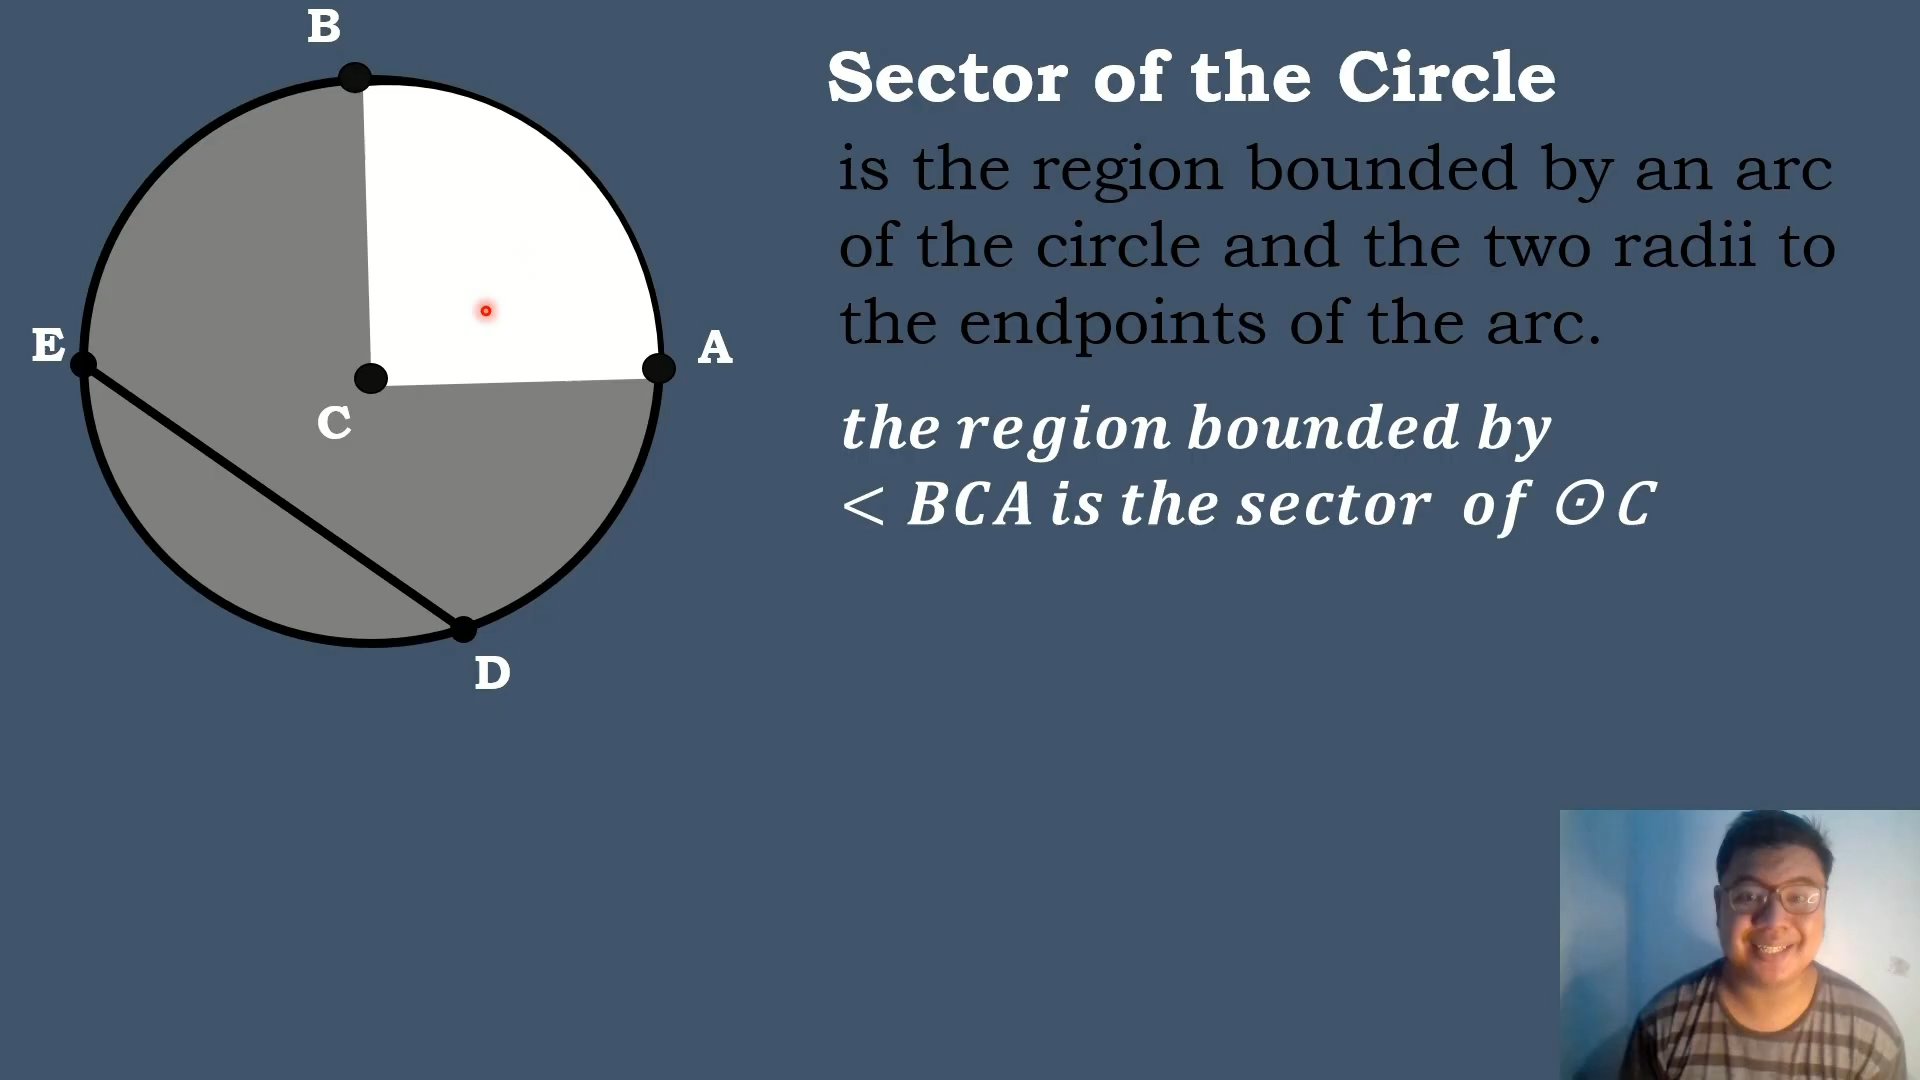 B
Sector of the Circle
is the region bounded by an arc
of the circle and the two radii to
E
A
the endpoints of the arc.
C
the region bounded by
< BCA is the sector of ⊙ C
D